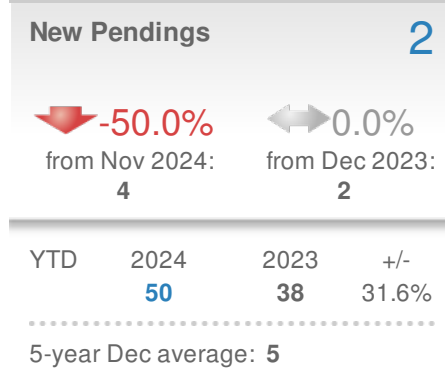 New Pendings 2
-50.0% 0.0%
from Nov 2024: from Dec 2023:
4 2
YTD 2024 2023 +/-
50 38 31.6%
5-year Dec average: 5